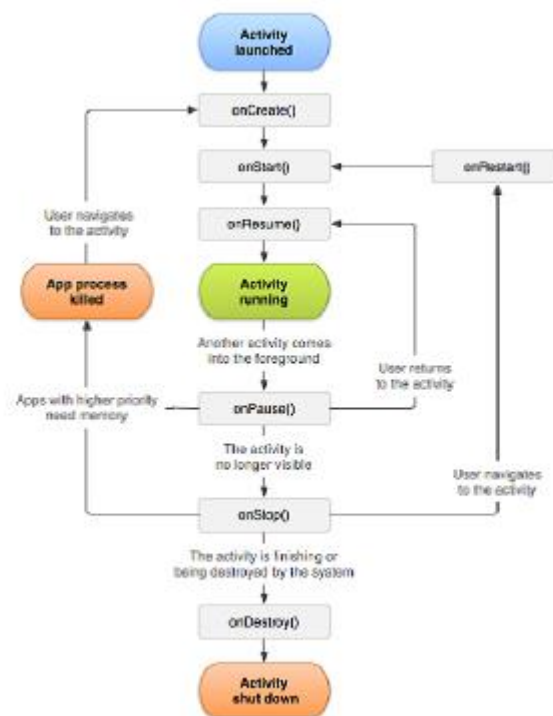 Activity
launched
onCreate()
onStart()
onRestart()
User navigates
to the activity
onResume()
App process
killed
Activity
running
Another activity comes
into the foreground
User returns
to the activity
Apps with higher priority
need memory
onPause()
The activity is
no longer visible
User navigates
to the activity
onStop()
The activity is finishing or
being destroyed by the system
onDestroy()
Activity
shut down